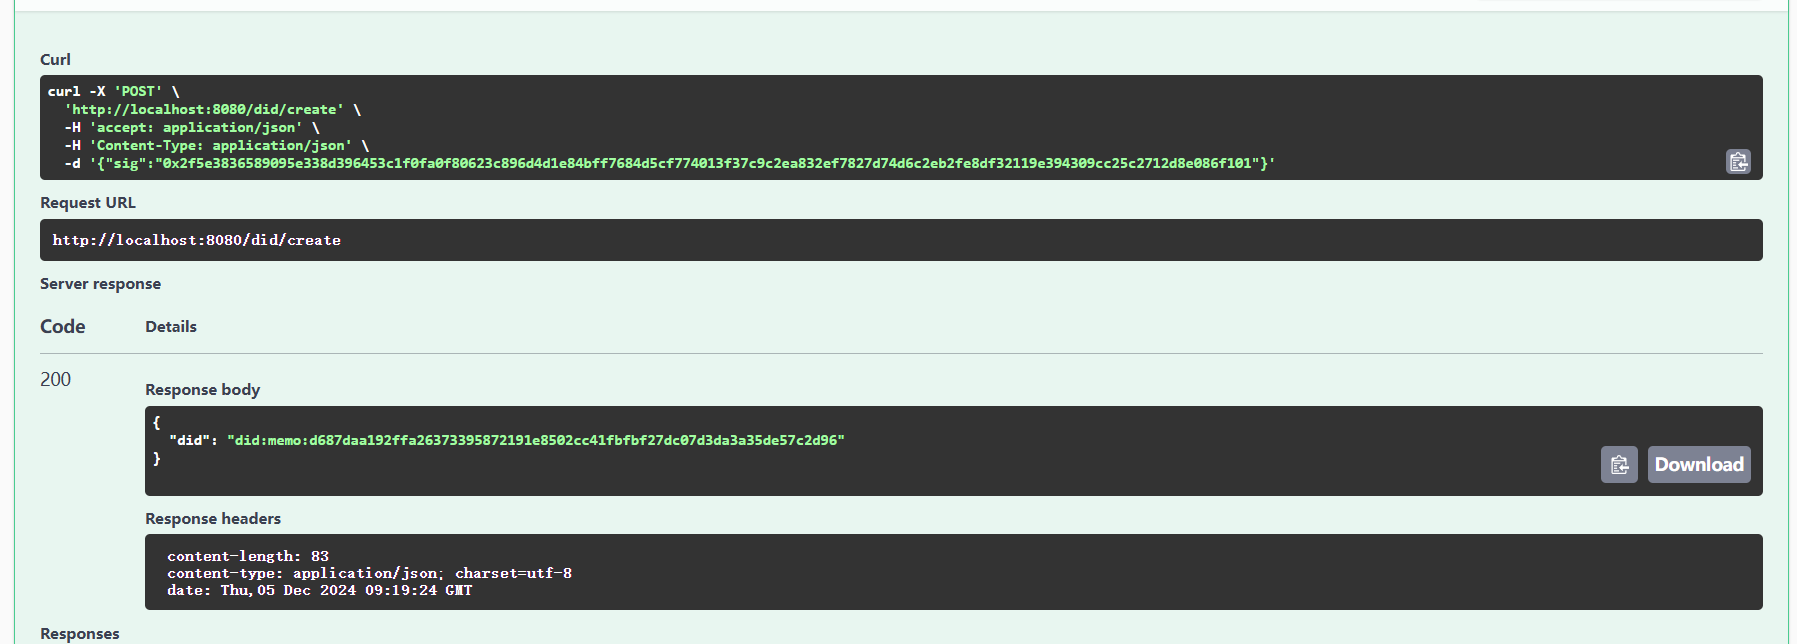 Curl
curl -X 'POST' \
'http://localhost:8080/did/create' \
-H 'accept: application/json' \
-H 'Content-Type: application/json' \
-d '{"sig":"0x2f5e3836589095e338d396453c1f0fa0f80623c896d4d1e84bff7684d5cf774013f37c9c2ea832ef7827d74d6c2eb2fe8df32119e394309cc25c2712d8e086f101"}'
Request URL
http://localhost:8080/did/create
Server response
Code Details
200
Response body
{
"did": "did:memo:d687daa192ffa26373395872191e8502cc41fbfbf27dc07d3da3a35de57c2d96"
}
Download
Response headers
content-length: 83
content-type: application/json; charset=utf-8
date: Thu,05 Dec 2024 09:19:24 GMT
Responses